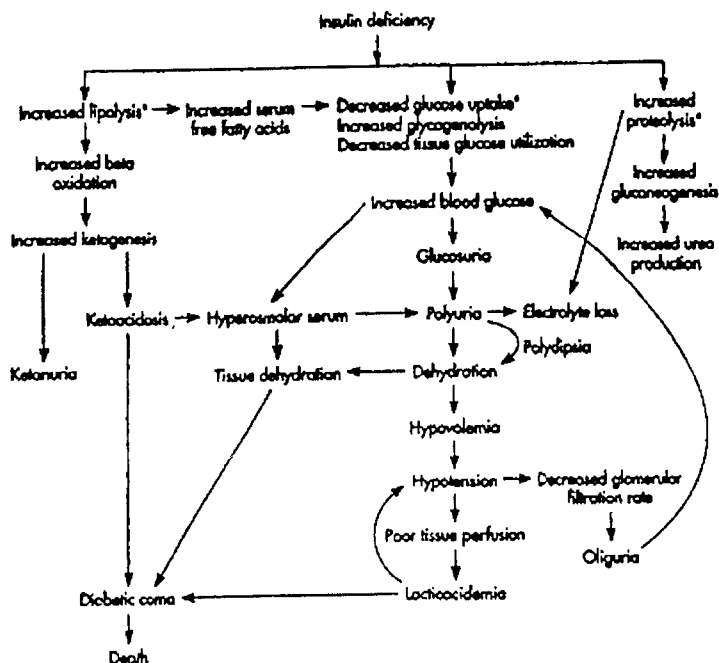 Insulin deficiency
Increased lipolysis*
Increased serum
free fatty acids
Decreased glucose uptake*
Increased glycogenolysis
Decreased tissue glucose utilization
Increased
proteolysis*
Increased beta
oxidation
Increased
gluconeogenesis
Increased blood glucose
Increased ketogenesis
Increased urea
production
Glucosuria
Ketoacidosis
Hyperosmolar serum
Polyuria
Electrolyte loss
Polydipsia
Ketonuria
Tissue dehydration
Dehydration
Hypovolemia
Hypotension
Decreased glomerular
filtration rate
Poor tissue perfusion
Oliguria
Diabetic coma
Lacticacidemia
Death